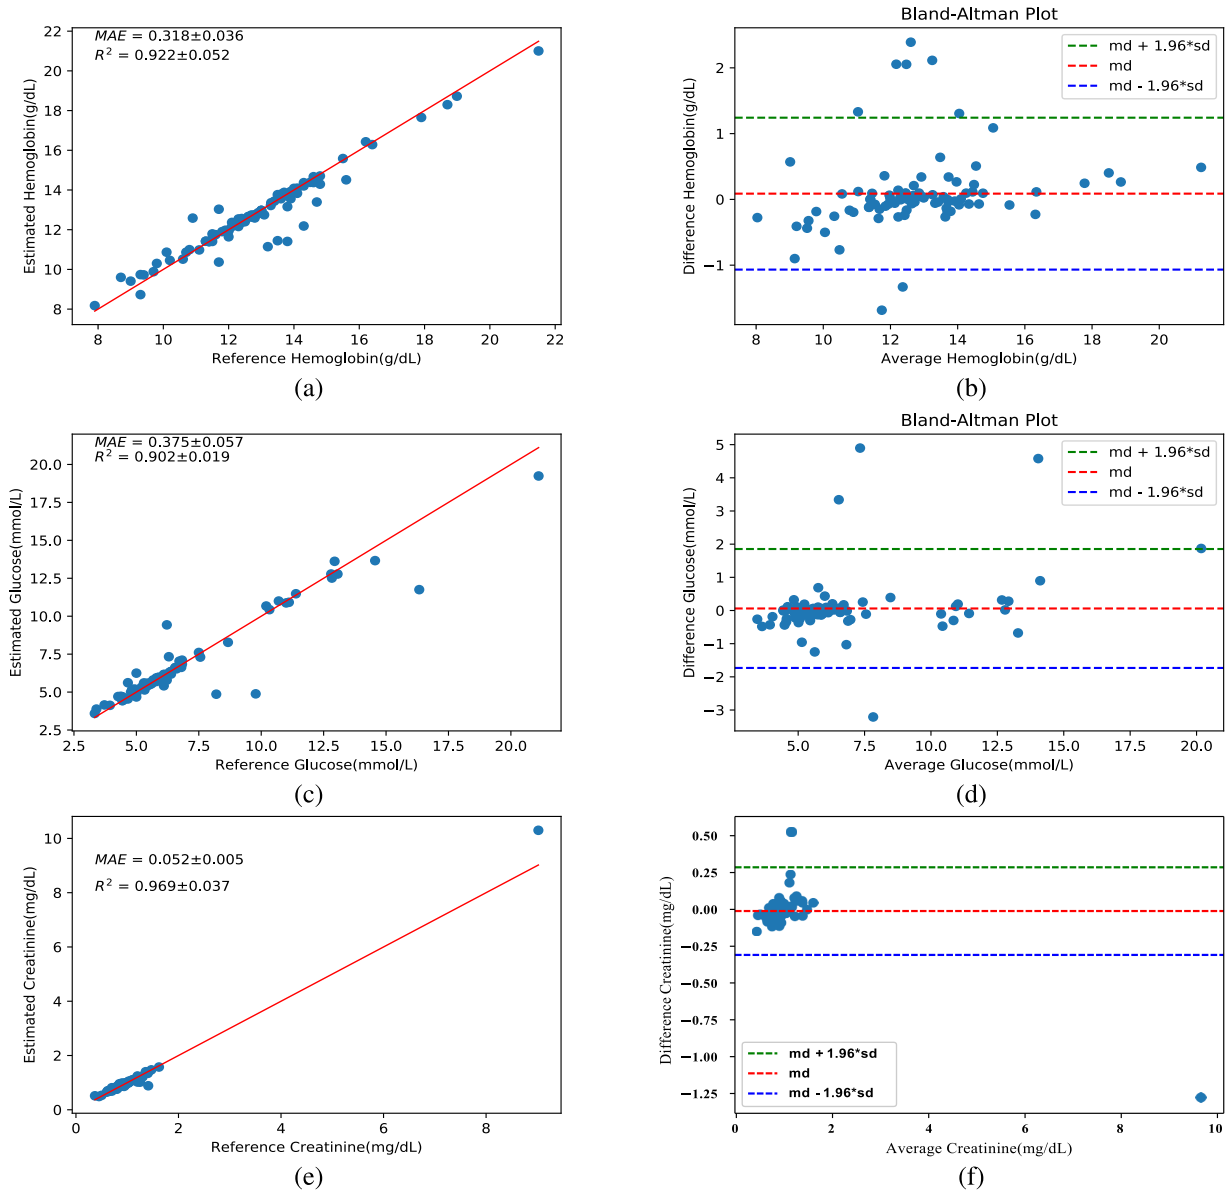 MAE = 0.318±0.036
R² = 0.922±0.052
22
20
18
16
14
12
10
8
Estimated Hemoglobin(g/dL)
8 10 12 14 16 18 20 22
Reference Hemoglobin(g/dL)
(a)
Bland-Altman Plot
md + 1.96*sd
md
md - 1.96*sd
2
1
0
−1
Difference Hemoglobin(g/dL)
8 10 12 14 16 18 20
Average Hemoglobin(g/dL)
(b)
MAE = 0.375±0.057
R² = 0.902±0.019
20.0
17.5
15.0
12.5
10.0
7.5
5.0
2.5
Estimated Glucose(mmol/L)
2.5 5.0 7.5 10.0 12.5 15.0 17.5 20.0
Reference Glucose(mmol/L)
(c)
Bland-Altman Plot
md + 1.96*sd
md
md - 1.96*sd
5
4
3
2
1
0
−1
−2
−3
Difference Glucose(mmol/L)
5.0 7.5 10.0 12.5 15.0 17.5 20.0
Average Glucose(mmol/L)
(d)
MAE = 0.052±0.005
R² = 0.969±0.037
10
8
6
4
2
0
Estimated Creatinine(mg/dL)
0 2 4 6 8
Reference Creatinine(mg/dL)
(e)
0.50
0.25
0.00
−0.25
−0.50
−0.75
−1.00
−1.25
Difference Creatinine(mg/dL)
md + 1.96*sd
md
md - 1.96*sd
0 2 4 6 8 10
Average Creatinine(mg/dL)
(f)